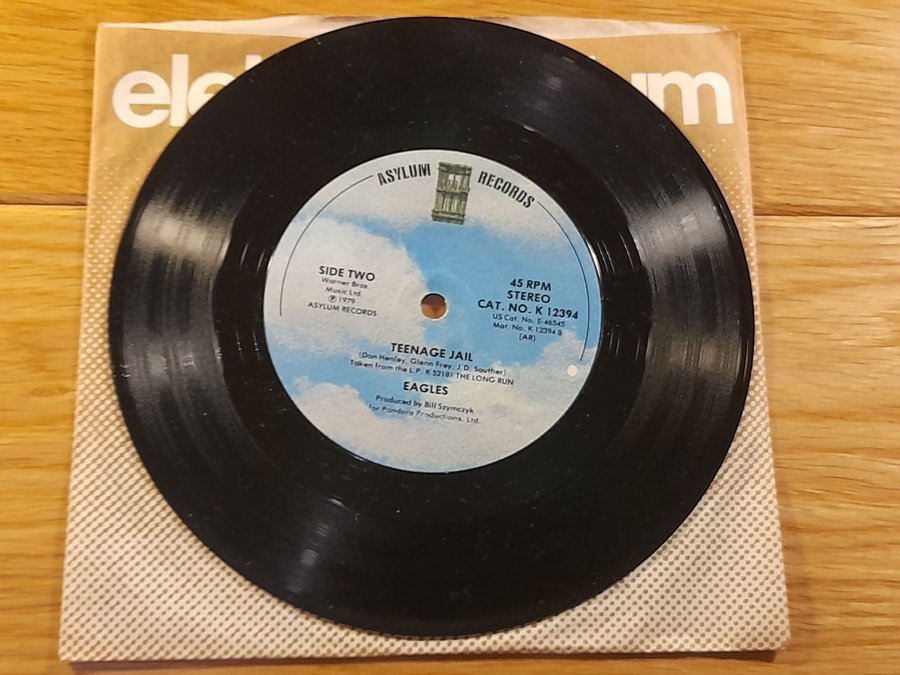 ASYLUM RECORDS
SIDE TWO
Warner Bros.
Music Ltd.
℗ 1979
ASYLUM RECORDS
45 RPM
STEREO
CAT. NO. K 12394
US Cat. No. E-46545
Mat. No. K 12394 B
(AR)
TEENAGE JAIL
(Don Henley, Glenn Frey, J.D. Souther)
Taken from the L.P. K 52181 THE LONG RUN
EAGLES
Produced by Bill Szymczyk
for Pandora Productions, Ltd.